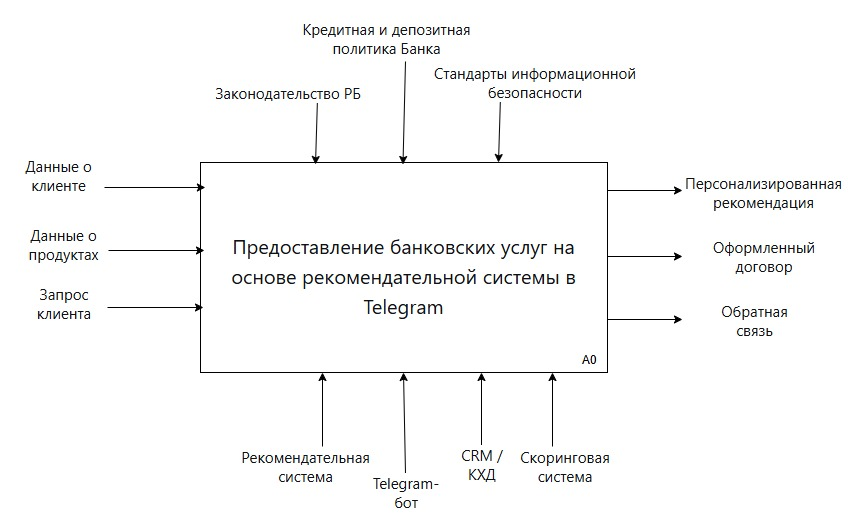 Кредитная и депозитная
политика Банка
Стандарты информационной
безопасности
Законодательство РБ
Данные о
клиенте
Данные о
продуктах
Запрос
клиента
Предоставление банковских услуг на
основе рекомендательной системы в
Telegram
A0
Персонализированная
рекомендация
Оформленный
договор
Обратная
связь
Рекомендательная
система
Telegram-
бот
CRM /
КХД
Скоринговая
система